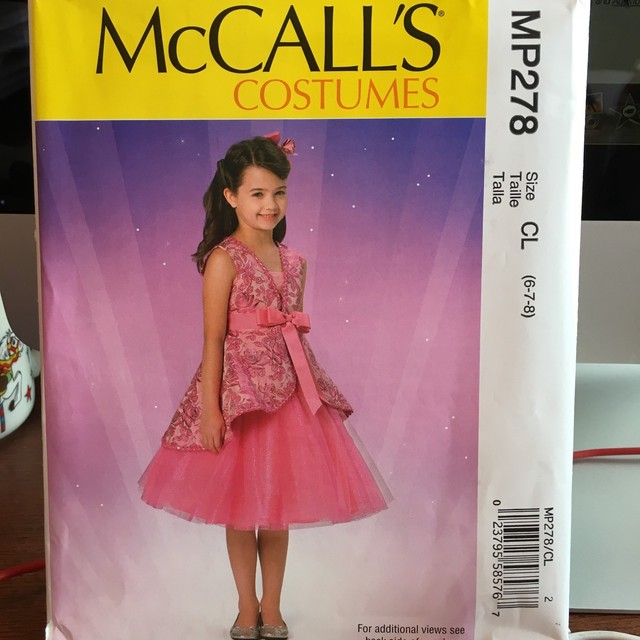 McCALL'S®
COSTUMES
MP278
Size
Taille
Talla
CL
(6-7-8)
MP278/CL
2
0 23795 58576 7
For additional views see